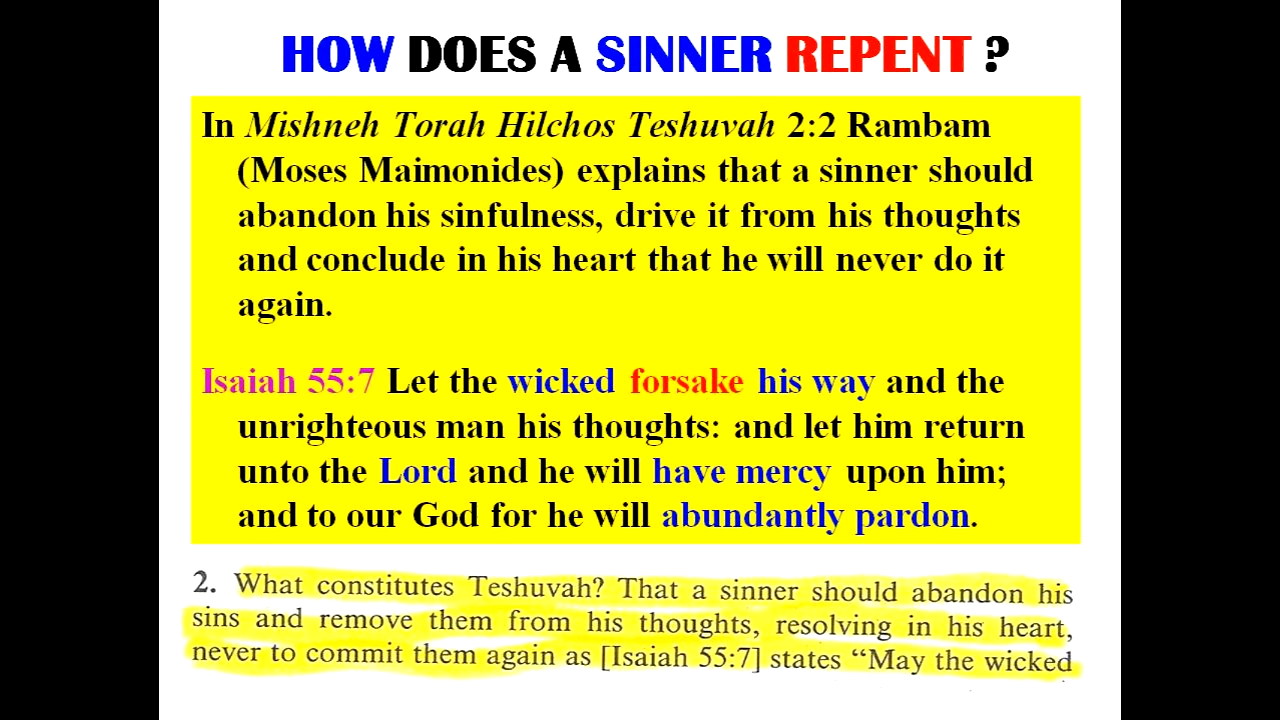 HOW DOES A SINNER REPENT ?
In Mishneh Torah Hilchos Teshuvah 2:2 Rambam
(Moses Maimonides) explains that a sinner should
abandon his sinfulness, drive it from his thoughts
and conclude in his heart that he will never do it
again.
Isaiah 55:7 Let the wicked forsake his way and the
unrighteous man his thoughts: and let him return
unto the Lord and he will have mercy upon him;
and to our God for he will abundantly pardon.
2. What constitutes Teshuvah? That a sinner should abandon his
sins and remove them from his thoughts, resolving in his heart,
never to commit them again as [Isaiah 55:7] states “May the wicked